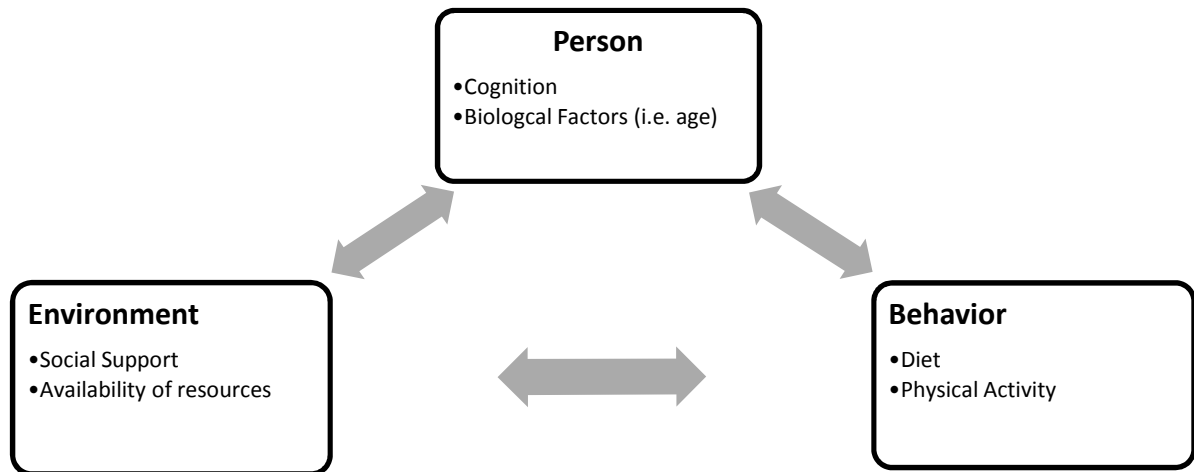 Person
•Cognition
•Biologcal Factors (i.e. age)
Environment
•Social Support
•Availability of resources
Behavior
•Diet
•Physical Activity